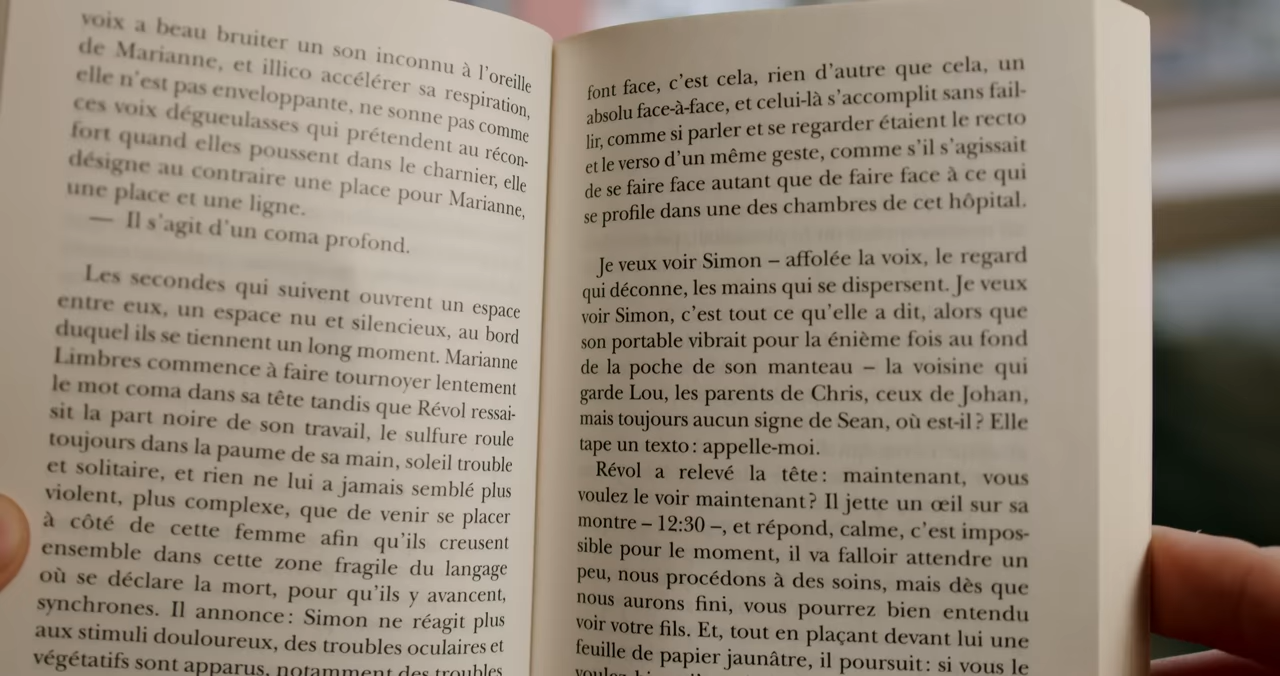 voix a beau bruiter un son inconnu à l'oreille
de Marianne, et illico accélérer sa respiration,
elle n'est pas enveloppante, ne sonne pas comme
ces voix dégueulasses qui prétendent au récon-
fort quand elles poussent dans le charnier, elle
désigne au contraire une place pour Marianne,
une place et une ligne.
— Il s'agit d'un coma profond.
Les secondes qui suivent ouvrent un espace
entre eux, un espace nu et silencieux, au bord
duquel ils se tiennent un long moment. Marianne
Limbres commence à faire tournoyer lentement
le mot coma dans sa tête tandis que Révol ressai-
sit la part noire de son travail, le sulfure roule
toujours dans la paume de sa main, soleil trouble
et solitaire, et rien ne lui a jamais semblé plus
violent, plus complexe, que de venir se placer
à côté de cette femme afin qu'ils creusent
ensemble dans cette zone fragile du langage
où se déclare la mort, pour qu'ils y avancent,
synchrones. Il annonce : Simon ne réagit plus
aux stimuli douloureux, des troubles oculaires et
végétatifs sont apparus, notamment des troubles
font face, c'est cela, rien d'autre que cela, un
absolu face-à-face, et celui-là s'accomplit sans fail-
lir, comme si parler et se regarder étaient le recto
et le verso d'un même geste, comme s'il s'agissait
de se faire face autant que de faire face à ce qui
se profile dans une des chambres de cet hôpital.
Je veux voir Simon – affolée la voix, le regard
qui déconne, les mains qui se dispersent. Je veux
voir Simon, c'est tout ce qu'elle a dit, alors que
son portable vibrait pour la énième fois au fond
de la poche de son manteau – la voisine qui
garde Lou, les parents de Chris, ceux de Johan,
mais toujours aucun signe de Sean, où est-il ? Elle
tape un texto : appelle-moi.
Révol a relevé la tête : maintenant, vous
voulez le voir maintenant ? Il jette un œil sur sa
montre – 12:30 –, et répond, calme, c'est impos-
sible pour le moment, il va falloir attendre un
peu, nous procédons à des soins, mais dès que
nous aurons fini, vous pourrez bien entendu
voir votre fils. Et, tout en plaçant devant lui une
feuille de papier jaunâtre, il poursuit : si vous le